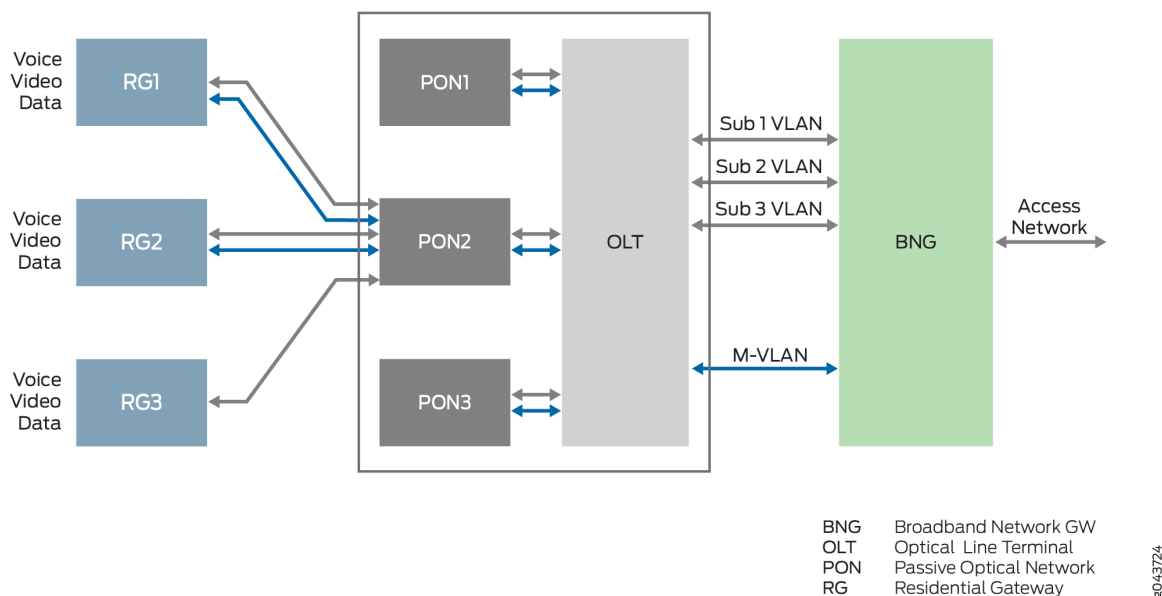 Voice
Video
Data
RG1
PON1
Sub 1 VLAN
Sub 2 VLAN
Sub 3 VLAN
Voice
Video
Data
RG2
PON2
OLT
BNG
Access
Network
M-VLAN
Voice
Video
Data
RG3
PON3
BNG Broadband Network GW
OLT Optical Line Terminal
PON Passive Optical Network
RG Residential Gateway
g043724